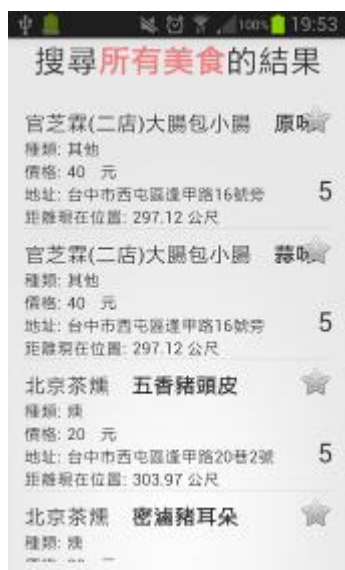 100% 19:53
搜尋所有美食的結果
官芝霖(二店)大腸包小腸 原味
種類: 其他
價格: 40 元
地址: 台中市西屯區逢甲路16號旁
5
距離現在位置: 297.12 公尺
官芝霖(二店)大腸包小腸 蒜味
種類: 其他
價格: 40 元
地址: 台中市西屯區逢甲路16號旁
5
距離現在位置: 297.12 公尺
北京茶燻 五香豬頭皮
種類: 燻
價格: 20 元
地址: 台中市西屯區逢甲路20巷2號
5
距離現在位置: 303.97 公尺
北京茶燻 密滷豬耳朵
種類: 燻